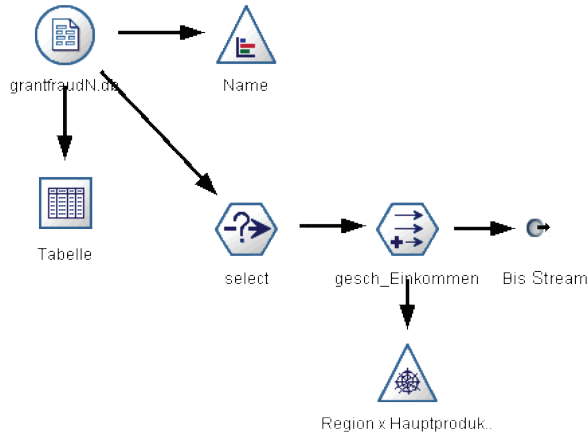 grantfraudN.db
Name
Tabelle
select
gesch_Einkommen
Bis Stream
Region x Hauptproduk..